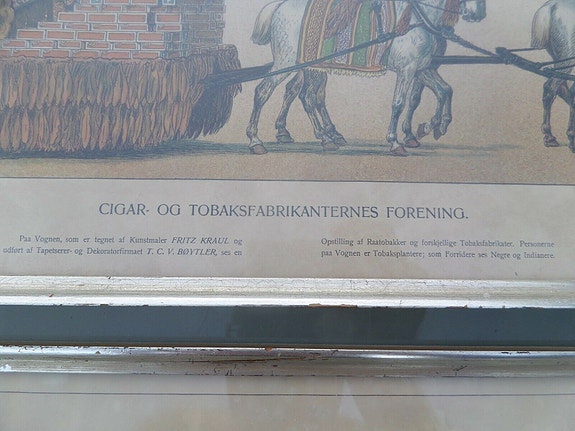 CIGAR- OG TOBAKSFABRIKANTERNES FORENING.
Paa Vognen, som er tegnet af Kunstmaler FRITZ KRAUL og
udført af Tapetserer- og Dekoratørfirmaet T. C. V. BØYTLER, ses en
Opstilling af Raatobakker og forskjellige Tobaksfabrikater. Personerne
paa Vognen er Tobaksplantere; som Forridere ses Negre og Indianere.